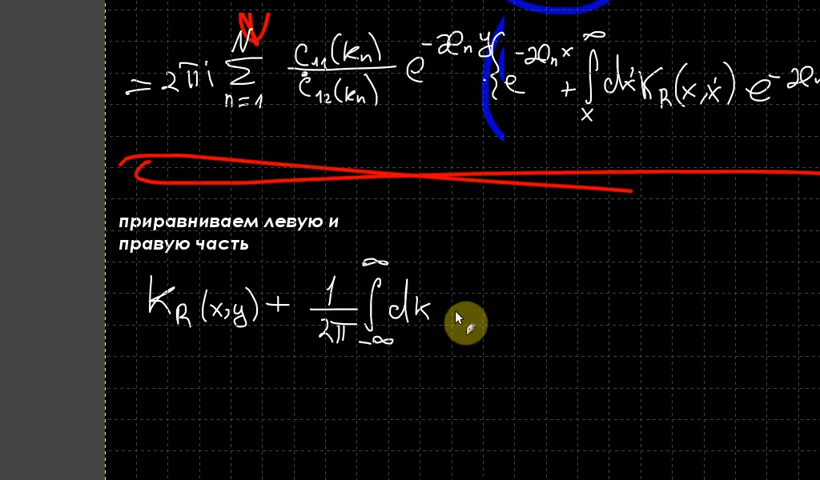 N
= 2πi ∑_{n=1}^{N} C₁₁(kₙ)/Ċ₁₂(kₙ) e^{-æₙy} { e^{-æₙx} + ∫_x^∞ dx' K_R(x,x') e^{-æₙ
приравниваем левую и
правую часть
K_R(x,y) + 1/2π ∫_{-∞}^{∞} dk